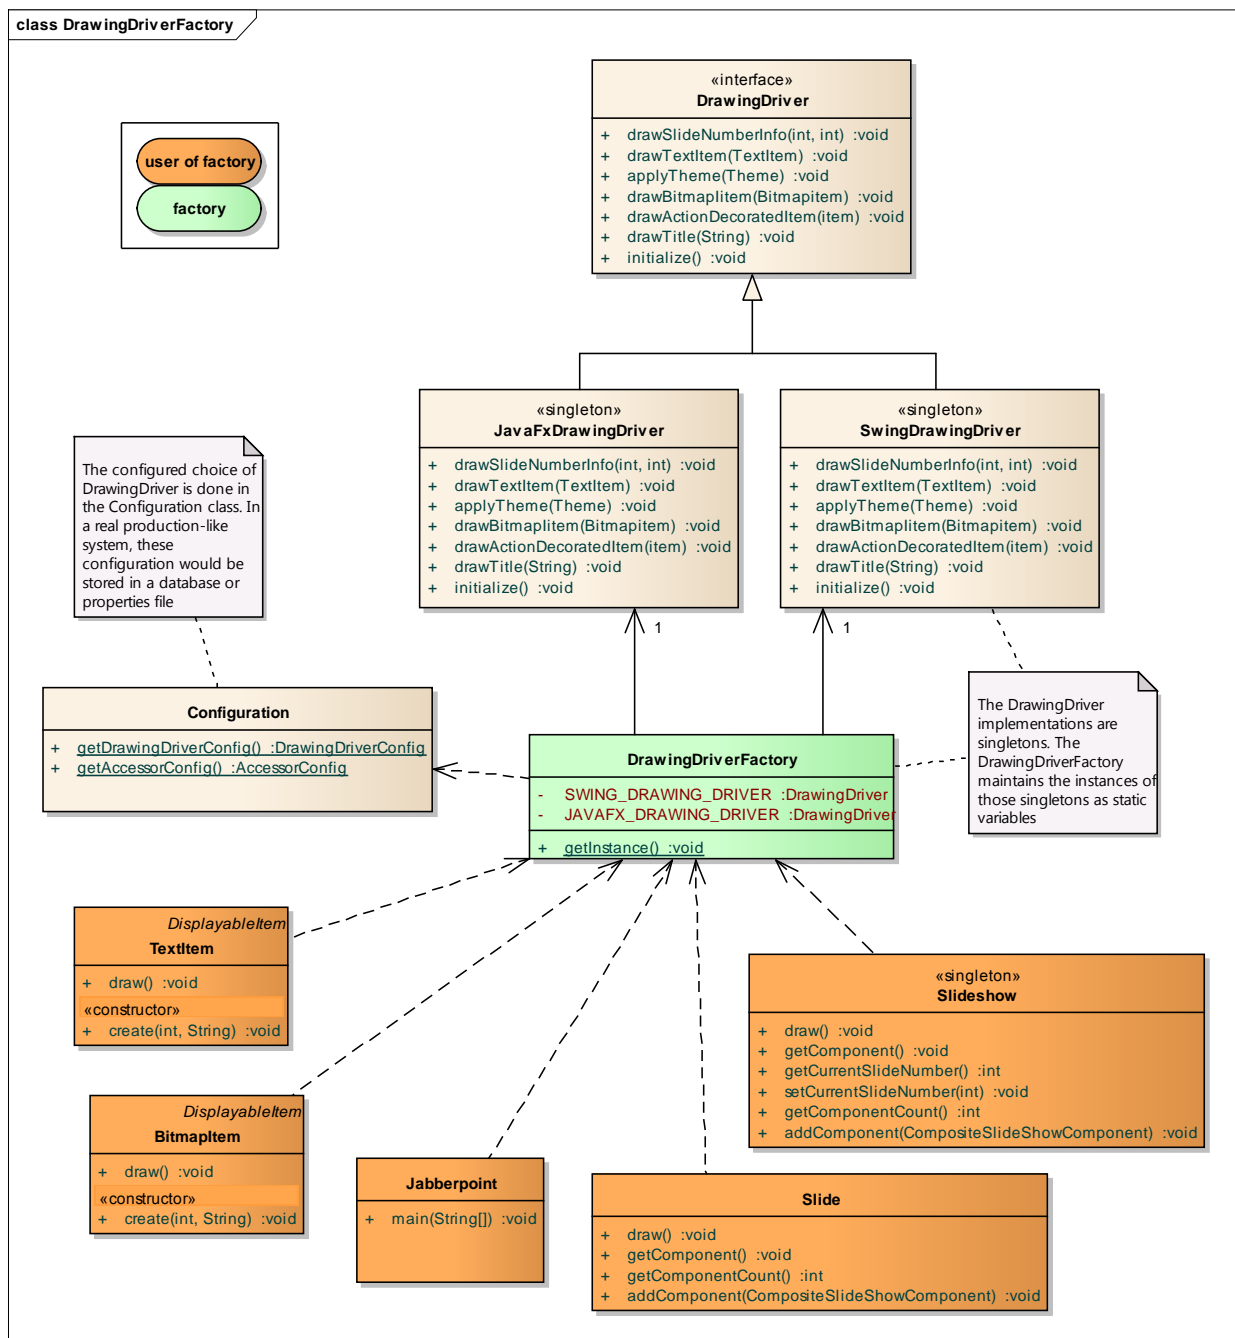 class DrawingDriverFactory
«interface»
DrawingDriver
+ drawSlideNumberInfo(int, int) :void
+ drawTextItem(TextItem) :void
+ applyTheme(Theme) :void
+ drawBitmapIitem(Bitmapitem) :void
+ drawActionDecoratedItem(item) :void
+ drawTitle(String) :void
+ initialize() :void
user of factory
factory
«singleton»
JavaFxDrawingDriver
+ drawSlideNumberInfo(int, int) :void
+ drawTextItem(TextItem) :void
+ applyTheme(Theme) :void
+ drawBitmapIitem(Bitmapitem) :void
+ drawActionDecoratedItem(item) :void
+ drawTitle(String) :void
+ initialize() :void
«singleton»
SwingDrawingDriver
+ drawSlideNumberInfo(int, int) :void
+ drawTextItem(TextItem) :void
+ applyTheme(Theme) :void
+ drawBitmapIitem(Bitmapitem) :void
+ drawActionDecoratedItem(item) :void
+ drawTitle(String) :void
+ initialize() :void
The configured choice of
DrawingDriver is done in
the Configuration class. In
a real production-like
system, these
configuration would be
stored in a database or
properties file
1
1
Configuration
+ getDrawingDriverConfig() :DrawingDriverConfig
+ getAccessorConfig() :AccessorConfig
The DrawingDriver
implementations are
singletons. The
DrawingDriverFactory
maintains the instances of
those singletons as static
variables
DrawingDriverFactory
- SWING_DRAWING_DRIVER :DrawingDriver
- JAVAFX_DRAWING_DRIVER :DrawingDriver
+ getInstance() :void
DisplayableItem
TextItem
+ draw() :void
«constructor»
+ create(int, String) :void
DisplayableItem
BitmapItem
+ draw() :void
«constructor»
+ create(int, String) :void
Jabberpoint
+ main(String[]) :void
«singleton»
Slideshow
+ draw() :void
+ getComponent() :void
+ getCurrentSlideNumber() :int
+ setCurrentSlideNumber(int) :void
+ getComponentCount() :int
+ addComponent(CompositeSlideShowComponent) :void
Slide
+ draw() :void
+ getComponent() :void
+ getComponentCount() :int
+ addComponent(CompositeSlideShowComponent) :void